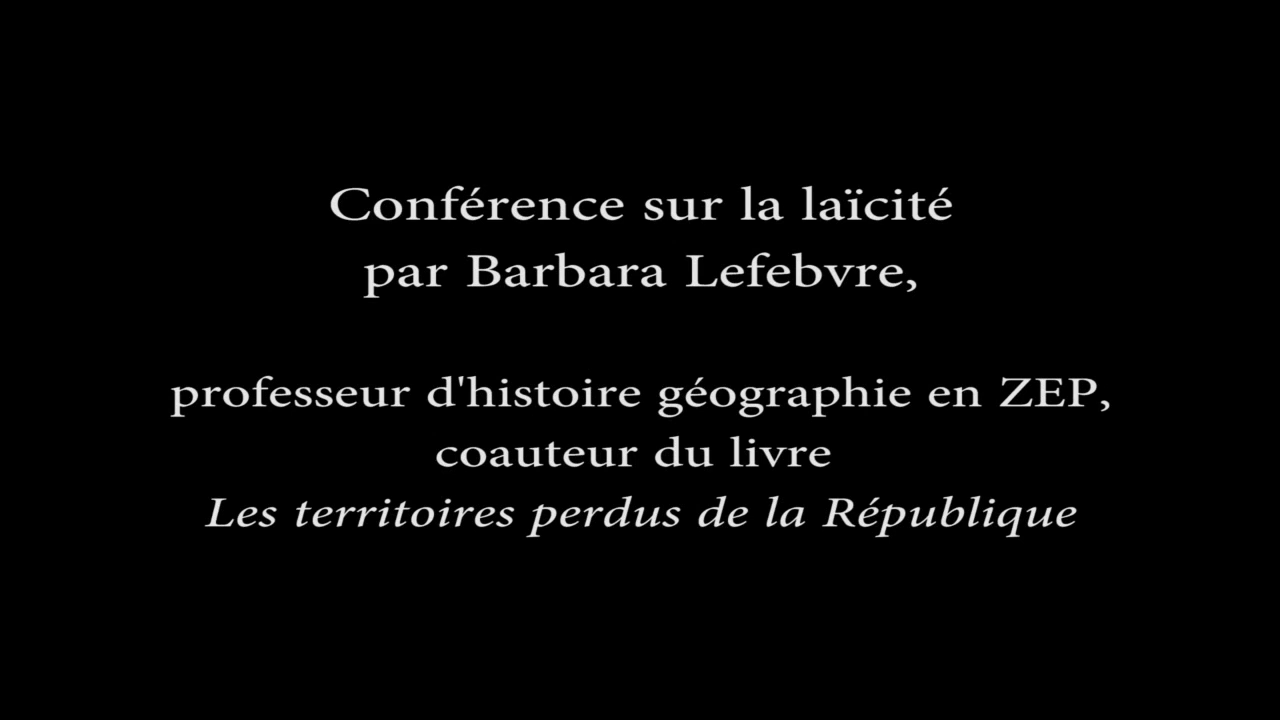 Conférence sur la laïcité
par Barbara Lefebvre,
professeur d'histoire géographie en ZEP,
coauteur du livre
Les territoires perdus de la République